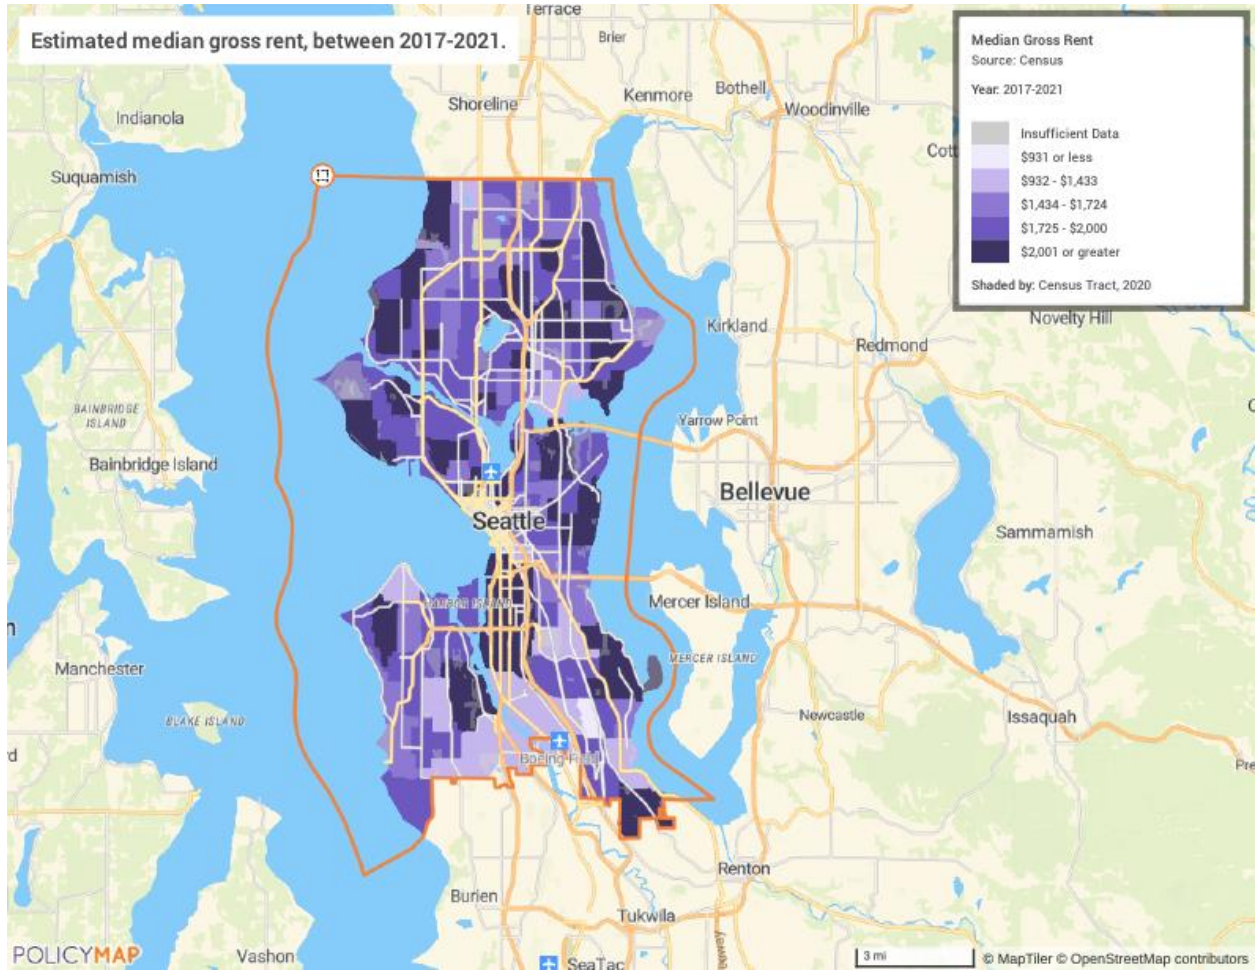 Estimated median gross rent, between 2017-2021.
Median Gross Rent
Source: Census
Year: 2017-2021
Insufficient Data
$931 or less
$932 - $1,433
$1,434 - $1,724
$1,725 - $2,000
$2,001 or greater
Shaded by: Census Tract, 2020
Terrace
Brier
Shoreline
Kenmore
Bothell
Woodinville
Cott
Indianola
Suquamish
Kirkland
Novelty Hill
Redmond
BAINBRIDGE
ISLAND
Bainbridge Island
Yarrow Point
Bellevue
Seattle
Sammamish
HARBOR ISLAND
Mercer Island
MERCER ISLAND
Manchester
BLAKE ISLAND
Newcastle
Issaquah
Boeing Field
Pre
Renton
Burien
Tukwila
Vashon
SeaTac
POLICYMAP
3 mi
© MapTiler © OpenStreetMap contributors